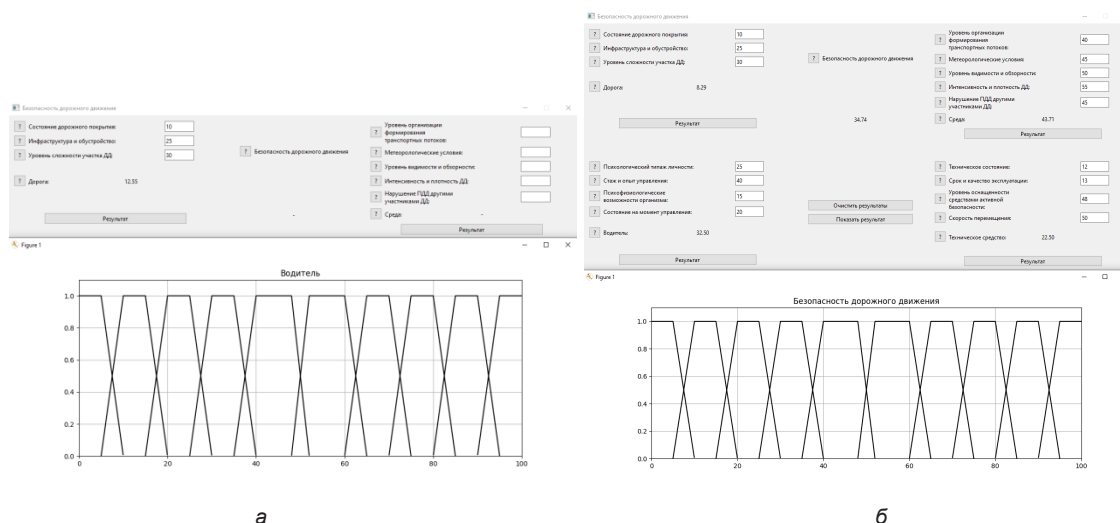 Безопасность дорожного движения
? Состояние дорожного покрытия: 10
? Инфраструктура и обустройство: 25
? Уровень сложности участка ДД: 30
? Дорога: 12.55
Результат
? Безопасность дорожного движения
-
Уровень организации
? формирования
транспортных потоков:
? Метеорологические условия:
? Уровень видимости и обзорности:
? Интенсивность и плотность ДД:
? Нарушение ПДД другими
участниками ДД:
? Среда: -
Результат
Figure 1
Водитель
1.0
0.8
0.6
0.4
0.2
0.0
0 20 40 60 80 100
а
Безопасность дорожного движения
? Состояние дорожного покрытия: 10
? Инфраструктура и обустройство: 25
? Уровень сложности участка ДД: 30
? Дорога: 8.29
Результат
? Безопасность дорожного движения
34,74
Уровень организации
? формирования 40
транспортных потоков:
? Метеорологические условия: 45
? Уровень видимости и обзорности: 50
? Интенсивность и плотность ДД: 55
? Нарушение ПДД другими 45
участниками ДД:
? Среда: 43.71
Результат
? Психологический типаж личности: 25
? Стаж и опыт управления: 40
? Психофизиологические 15
возможности организма:
? Состояние на момент управления: 20
? Водитель: 32.50
Результат
Очистить результаты
Показать результат
? Техническое состояние: 12
? Срок и качество эксплуатации: 13
Уровень оснащенности
? средствами активной 48
безопасности:
? Скорость перемещения: 50
? Техническое средство: 22.50
Результат
Figure 1
Безопасность дорожного движения
1.0
0.8
0.6
0.4
0.2
0.0
0 20 40 60 80 100
б